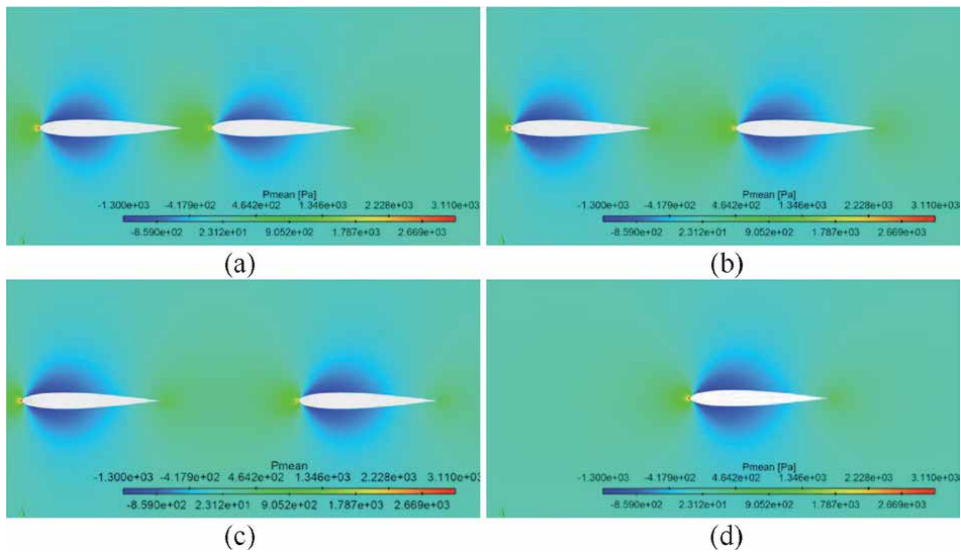 Pmean [Pa]
-1.300e+03 -4.179e+02 4.642e+02 1.346e+03 2.228e+03 3.110e+03
-8.590e+02 2.312e+01 9.052e+02 1.787e+03 2.669e+03
(a)
Pmean [Pa]
-1.300e+03 -4.179e+02 4.642e+02 1.346e+03 2.228e+03 3.110e+03
-8.590e+02 2.312e+01 9.052e+02 1.787e+03 2.669e+03
(b)
Pmean
-1.300e+03 -4.179e+02 4.642e+02 1.346e+03 2.228e+03 3.110e+03
-8.590e+02 2.312e+01 9.052e+02 1.787e+03 2.669e+03
(c)
Pmean [Pa]
-1.300e+03 -4.179e+02 4.642e+02 1.346e+03 2.228e+03 3.110e+03
-8.590e+02 2.312e+01 9.052e+02 1.787e+03 2.669e+03
(d)